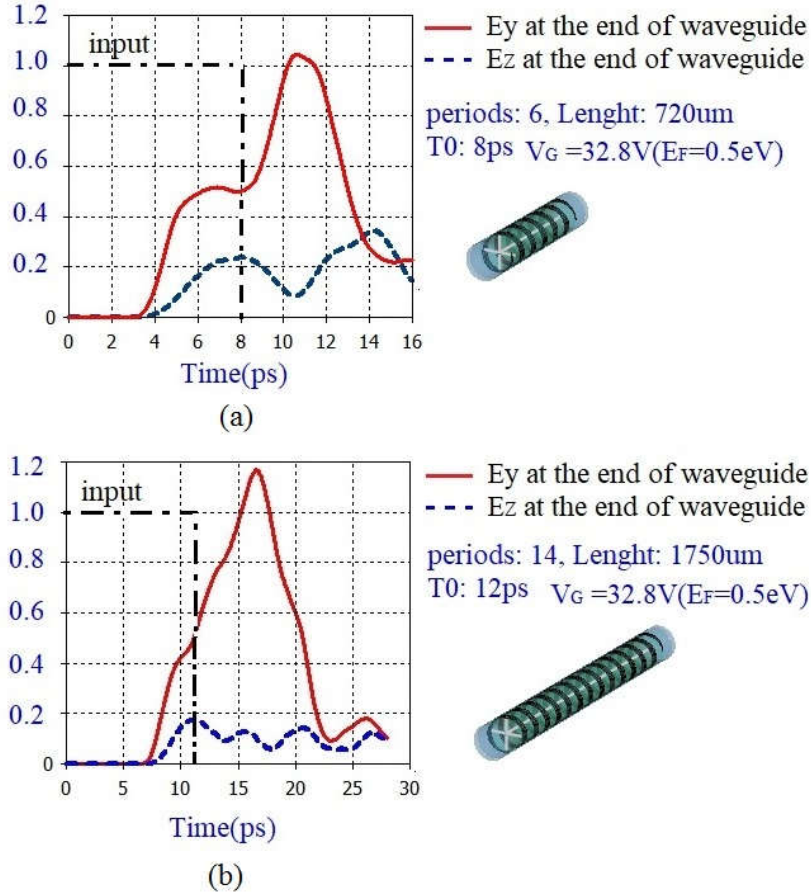 1.2
1.0
0.8
0.6
0.4
0.2
0
input
0 2 4 6 8 10 12 14 16
Time(ps)
(a)
Ey at the end of waveguide
Ez at the end of waveguide
periods: 6, Lenght: 720um
T0: 8ps VG =32.8V(EF=0.5eV)
1.2
1.0
0.8
0.6
0.4
0.2
0
input
0 5 10 15 20 25 30
Time(ps)
(b)
Ey at the end of waveguide
Ez at the end of waveguide
periods: 14, Lenght: 1750um
T0: 12ps VG =32.8V(EF=0.5eV)